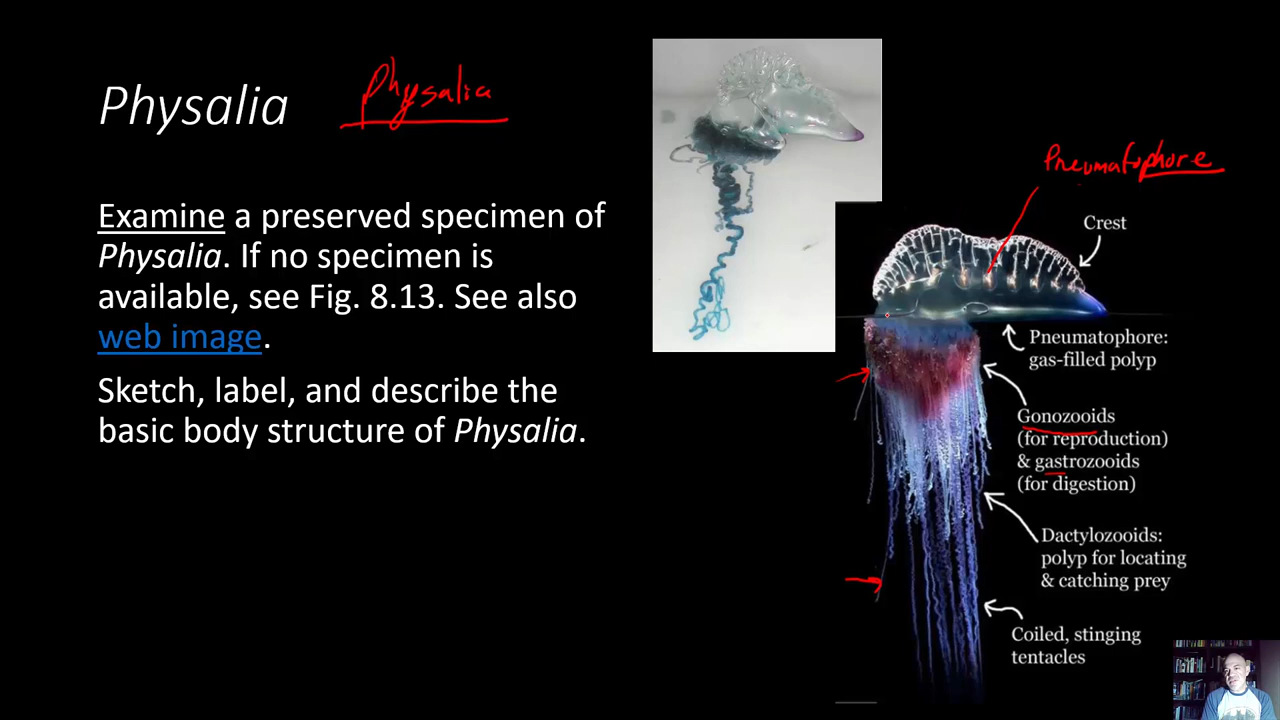 Physalia
Physalia
Examine a preserved specimen of
Physalia. If no specimen is
available, see Fig. 8.13. See also
web image.
Sketch, label, and describe the
basic body structure of Physalia.
Pneumatophore
Crest
Pneumatophore:
gas-filled polyp
Gonozooids
(for reproduction)
& gastrozooids
(for digestion)
Dactylozooids:
polyp for locating
& catching prey
Coiled, stinging
tentacles